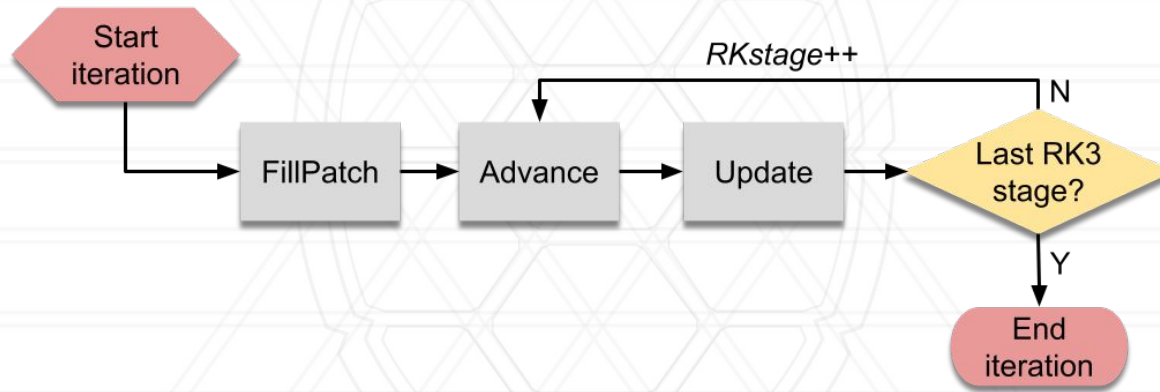 Start
iteration
RKstage++
N
FillPatch
Advance
Update
Last RK3
stage?
Y
End
iteration